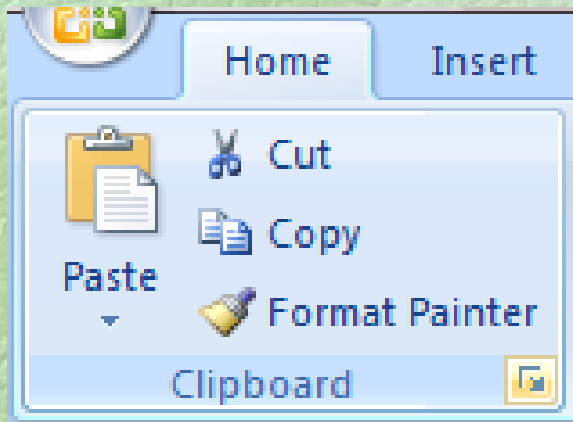 Home Insert
Cut
Copy
Paste
Format Painter
Clipboard